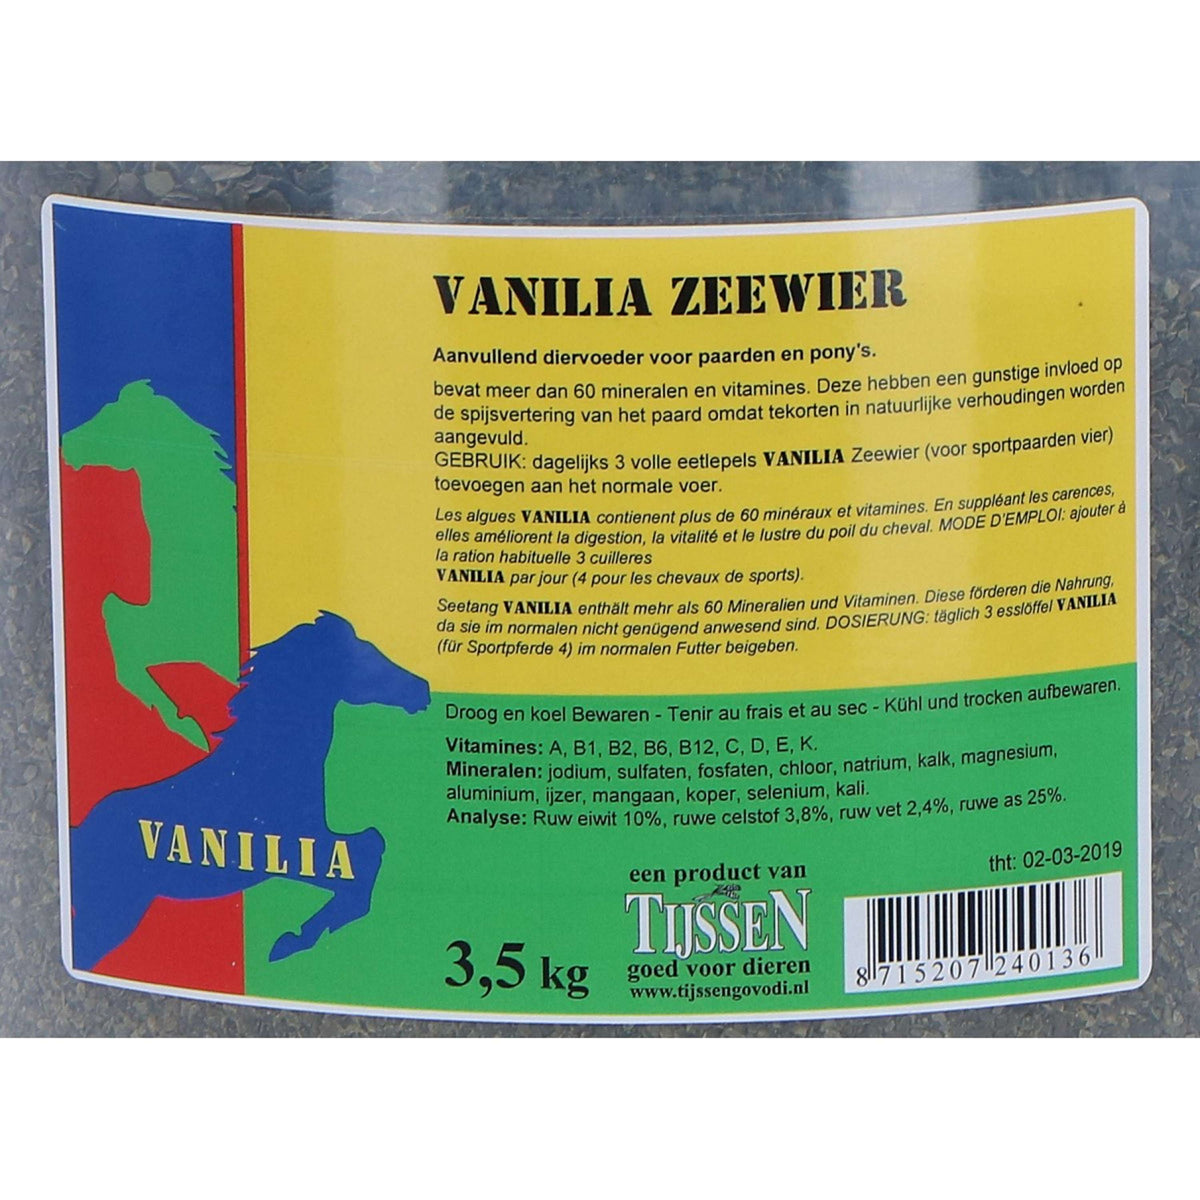 VANILIA ZEEWIER
Aanvullend diervoeder voor paarden en pony's.
bevat meer dan 60 mineralen en vitamines. Deze hebben een gunstige invloed op
de spijsvertering van het paard omdat tekorten in natuurlijke verhoudingen worden
aangevuld.
GEBRUIK: dagelijks 3 volle eetlepels VANILIA Zeewier (voor sportpaarden vier)
toevoegen aan het normale voer.
Les algues VANILIA contienent plus de 60 minéraux et vitamines. En suppléant les carences,
elles améliorent la digestion, la vitalité et le lustre du poil du cheval. MODE D'EMPLOI: ajouter à
la ration habituelle 3 cuilleres
VANILIA par jour (4 pour les chevaux de sports).
Seetang VANILIA enthält mehr als 60 Mineralien und Vitaminen. Diese förderen die Nahrung,
da sie im normalen nicht genügend anwesend sind. DOSIERUNG: täglich 3 esslöffel VANILIA
(für Sportpferde 4) im normalen Futter beigeben.
Droog en koel Bewaren - Tenir au frais et au sec - Kühl und trocken aufbewaren.
Vitamines: A, B1, B2, B6, B12, C, D, E, K.
Mineralen: jodium, sulfaten, fosfaten, chloor, natrium, kalk, magnesium,
aluminium, ijzer, mangaan, koper, selenium, kali.
Analyse: Ruw eiwit 10%, ruwe celstof 3,8%, ruw vet 2,4%, ruwe as 25%.
VANILIA
3,5 kg
een product van
TIJSSEN
goed voor dieren
www.tijssengovodi.nl
tht: 02-03-2019
8 715207 240136